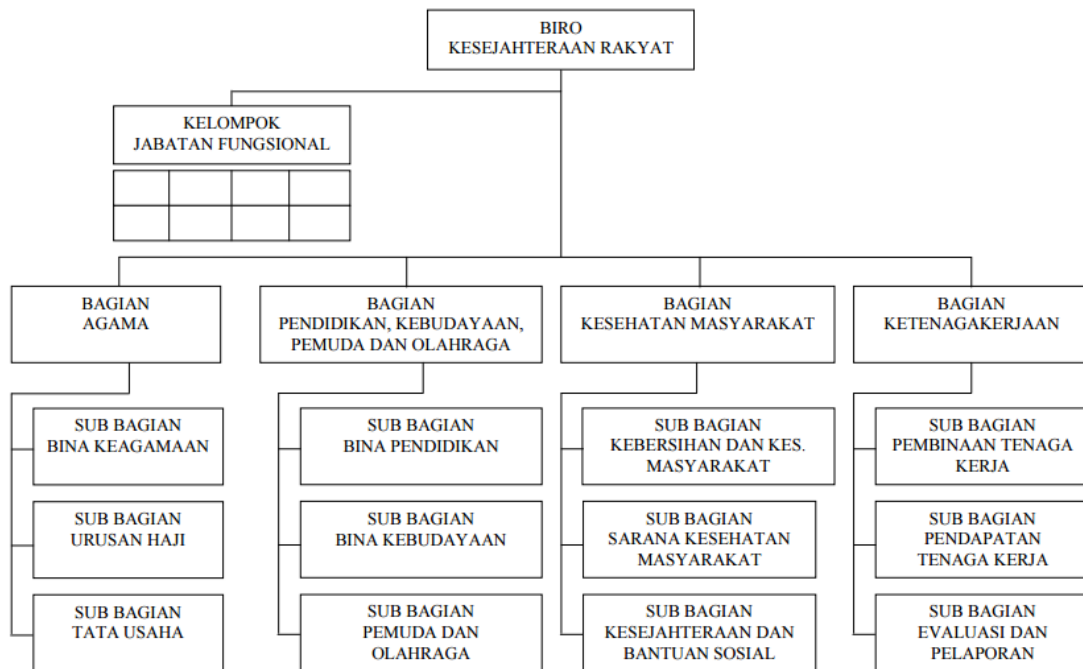 BIRO
KESEJAHTERAAN RAKYAT
KELOMPOK
JABATAN FUNGSIONAL
BAGIAN
AGAMA
BAGIAN
PENDIDIKAN, KEBUDAYAAN,
PEMUDA DAN OLAHRAGA
BAGIAN
KESEHATAN MASYARAKAT
BAGIAN
KETENAGAKERJAAN
SUB BAGIAN
BINA KEAGAMAAN
SUB BAGIAN
BINA PENDIDIKAN
SUB BAGIAN
KEBERSIHAN DAN KES.
MASYARAKAT
SUB BAGIAN
PEMBINAAN TENAGA
KERJA
SUB BAGIAN
URUSAN HAJI
SUB BAGIAN
BINA KEBUDAYAAN
SUB BAGIAN
SARANA KESEHATAN
MASYARAKAT
SUB BAGIAN
PENDAPATAN
TENAGA KERJA
SUB BAGIAN
TATA USAHA
SUB BAGIAN
PEMUDA DAN
OLAHRAGA
SUB BAGIAN
KESEJAHTERAAN DAN
BANTUAN SOSIAL
SUB BAGIAN
EVALUASI DAN
PELAPORAN